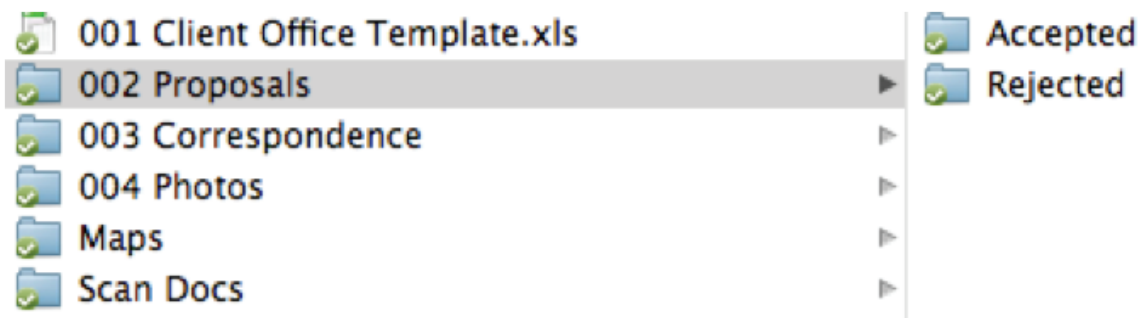 001 Client Office Template.xls
002 Proposals
003 Correspondence
004 Photos
Maps
Scan Docs
Accepted
Rejected